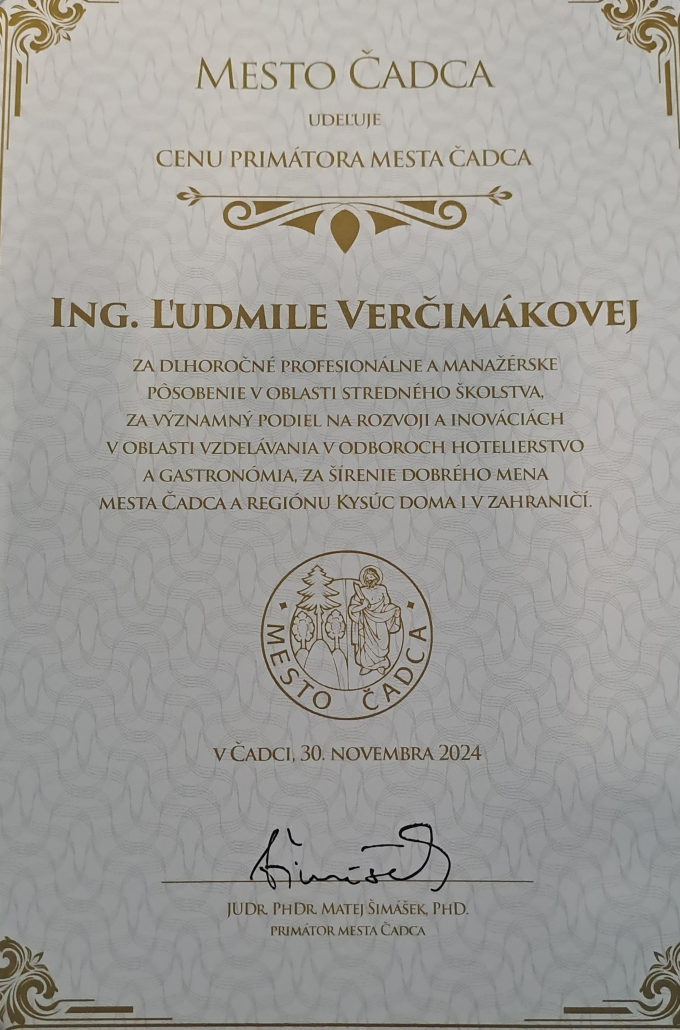 MESTO ČADCA
UDEĽUJE
CENU PRIMÁTORA MESTA ČADCA
ING. ĽUDMILE VERČIMÁKOVEJ
ZA DLHOROČNÉ PROFESIONÁLNE A MANAŽÉRSKE
PÔSOBENIE V OBLASTI STREDNÉHO ŠKOLSTVA,
ZA VÝZNAMNÝ PODIEL NA ROZVOJI A INOVÁCIÁCH
V OBLASTI VZDELÁVANIA V ODBOROCH HOTELIERSTVO
A GASTRONÓMIA, ZA ŠÍRENIE DOBRÉHO MENA
MESTA ČADCA A REGIÓNU KYSÚC DOMA I V ZAHRANIČÍ.
MESTO ČADCA
V ČADCI, 30. NOVEMBRA 2024
Šimášek
JUDR. PHDR. MATEJ ŠIMÁŠEK, PHD.
PRIMÁTOR MESTA ČADCA